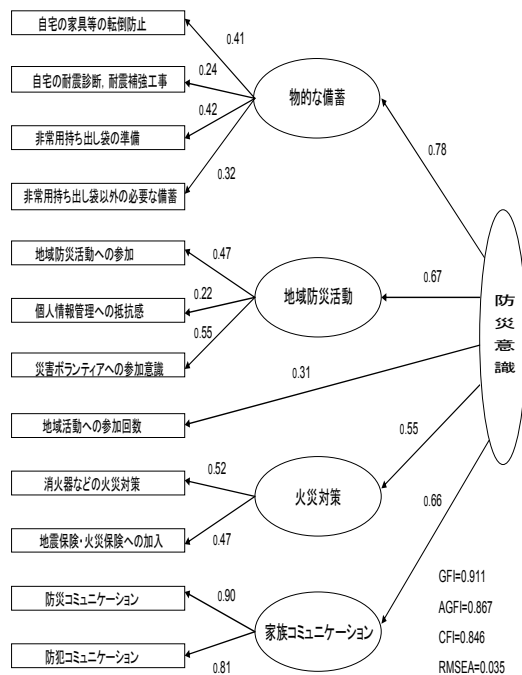 自宅の家具等の転倒防止
0.41
自宅の耐震診断, 耐震補強工事
0.24
物的な備蓄
非常用持ち出し袋の準備
0.42
0.78
非常用持ち出し袋以外の必要な備蓄
0.32
地域防災活動への参加
0.47
0.67
個人情報管理への抵抗感
0.22
地域防災活動
防災意識
災害ボランティアへの参加意識
0.55
0.31
地域活動への参加回数
0.55
消火器などの火災対策
0.52
火災対策
0.66
地震保険・火災保険への加入
0.47
GFI=0.911
防災コミュニケーション
0.90
AGFI=0.867
家族コミュニケーション
CFI=0.846
防犯コミュニケーション
0.81
RMSEA=0.035